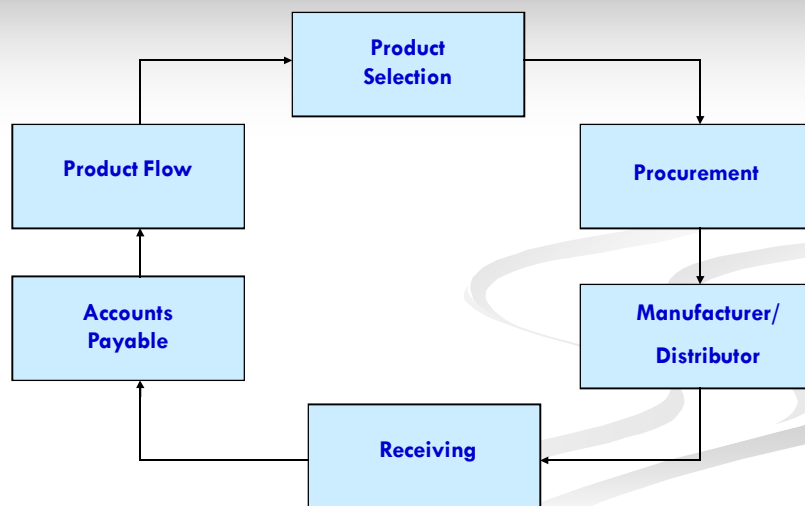 Product
Selection
Product Flow
Procurement
Accounts
Payable
Manufacturer/
Distributor
Receiving